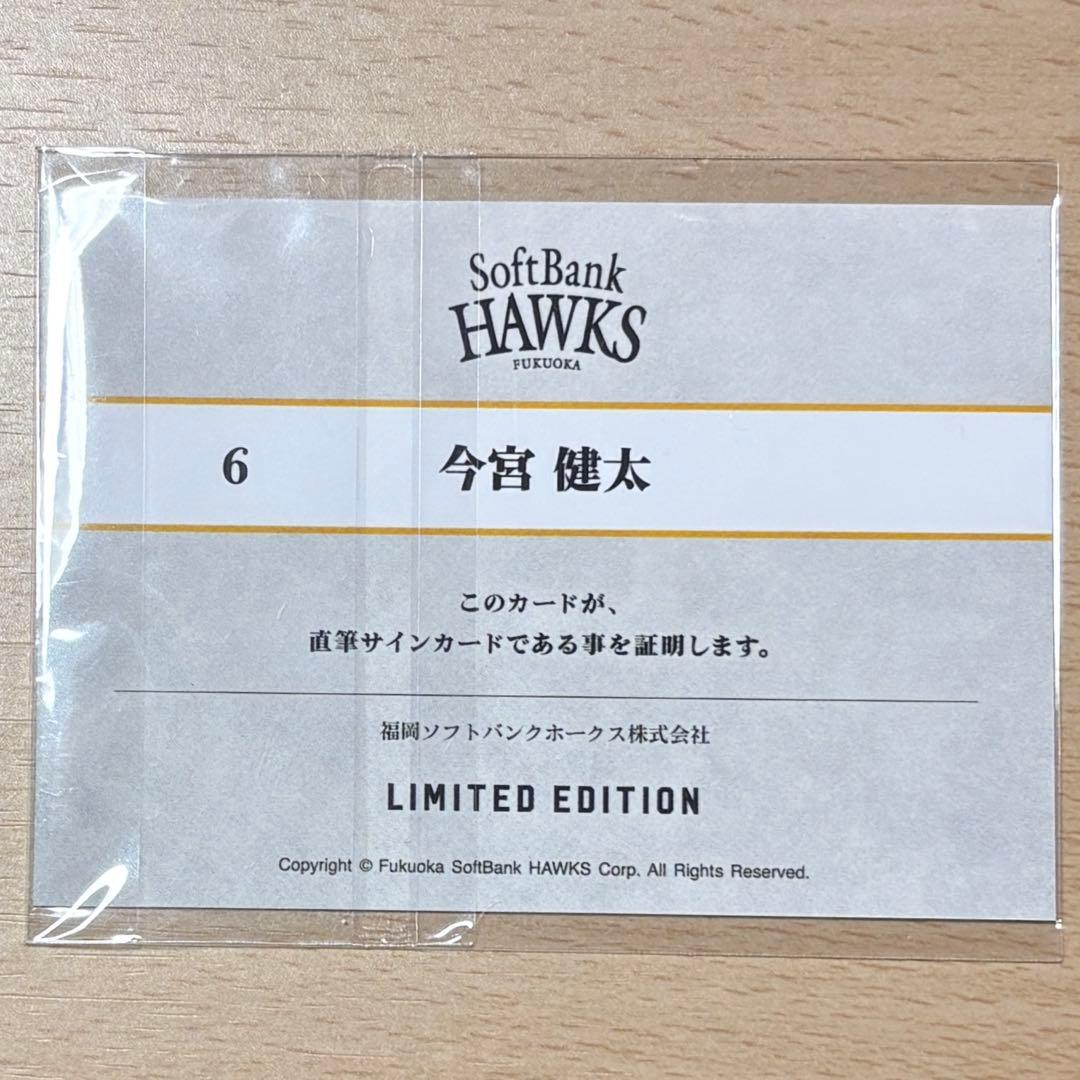 SoftBank
HAWKS
FUKUOKA
6 今宮 健太
このカードが、
直筆サインカードである事を証明します。
福岡ソフトバンクホークス株式会社
LIMITED EDITION
Copyright © Fukuoka SoftBank HAWKS Corp. All Rights Reserved.